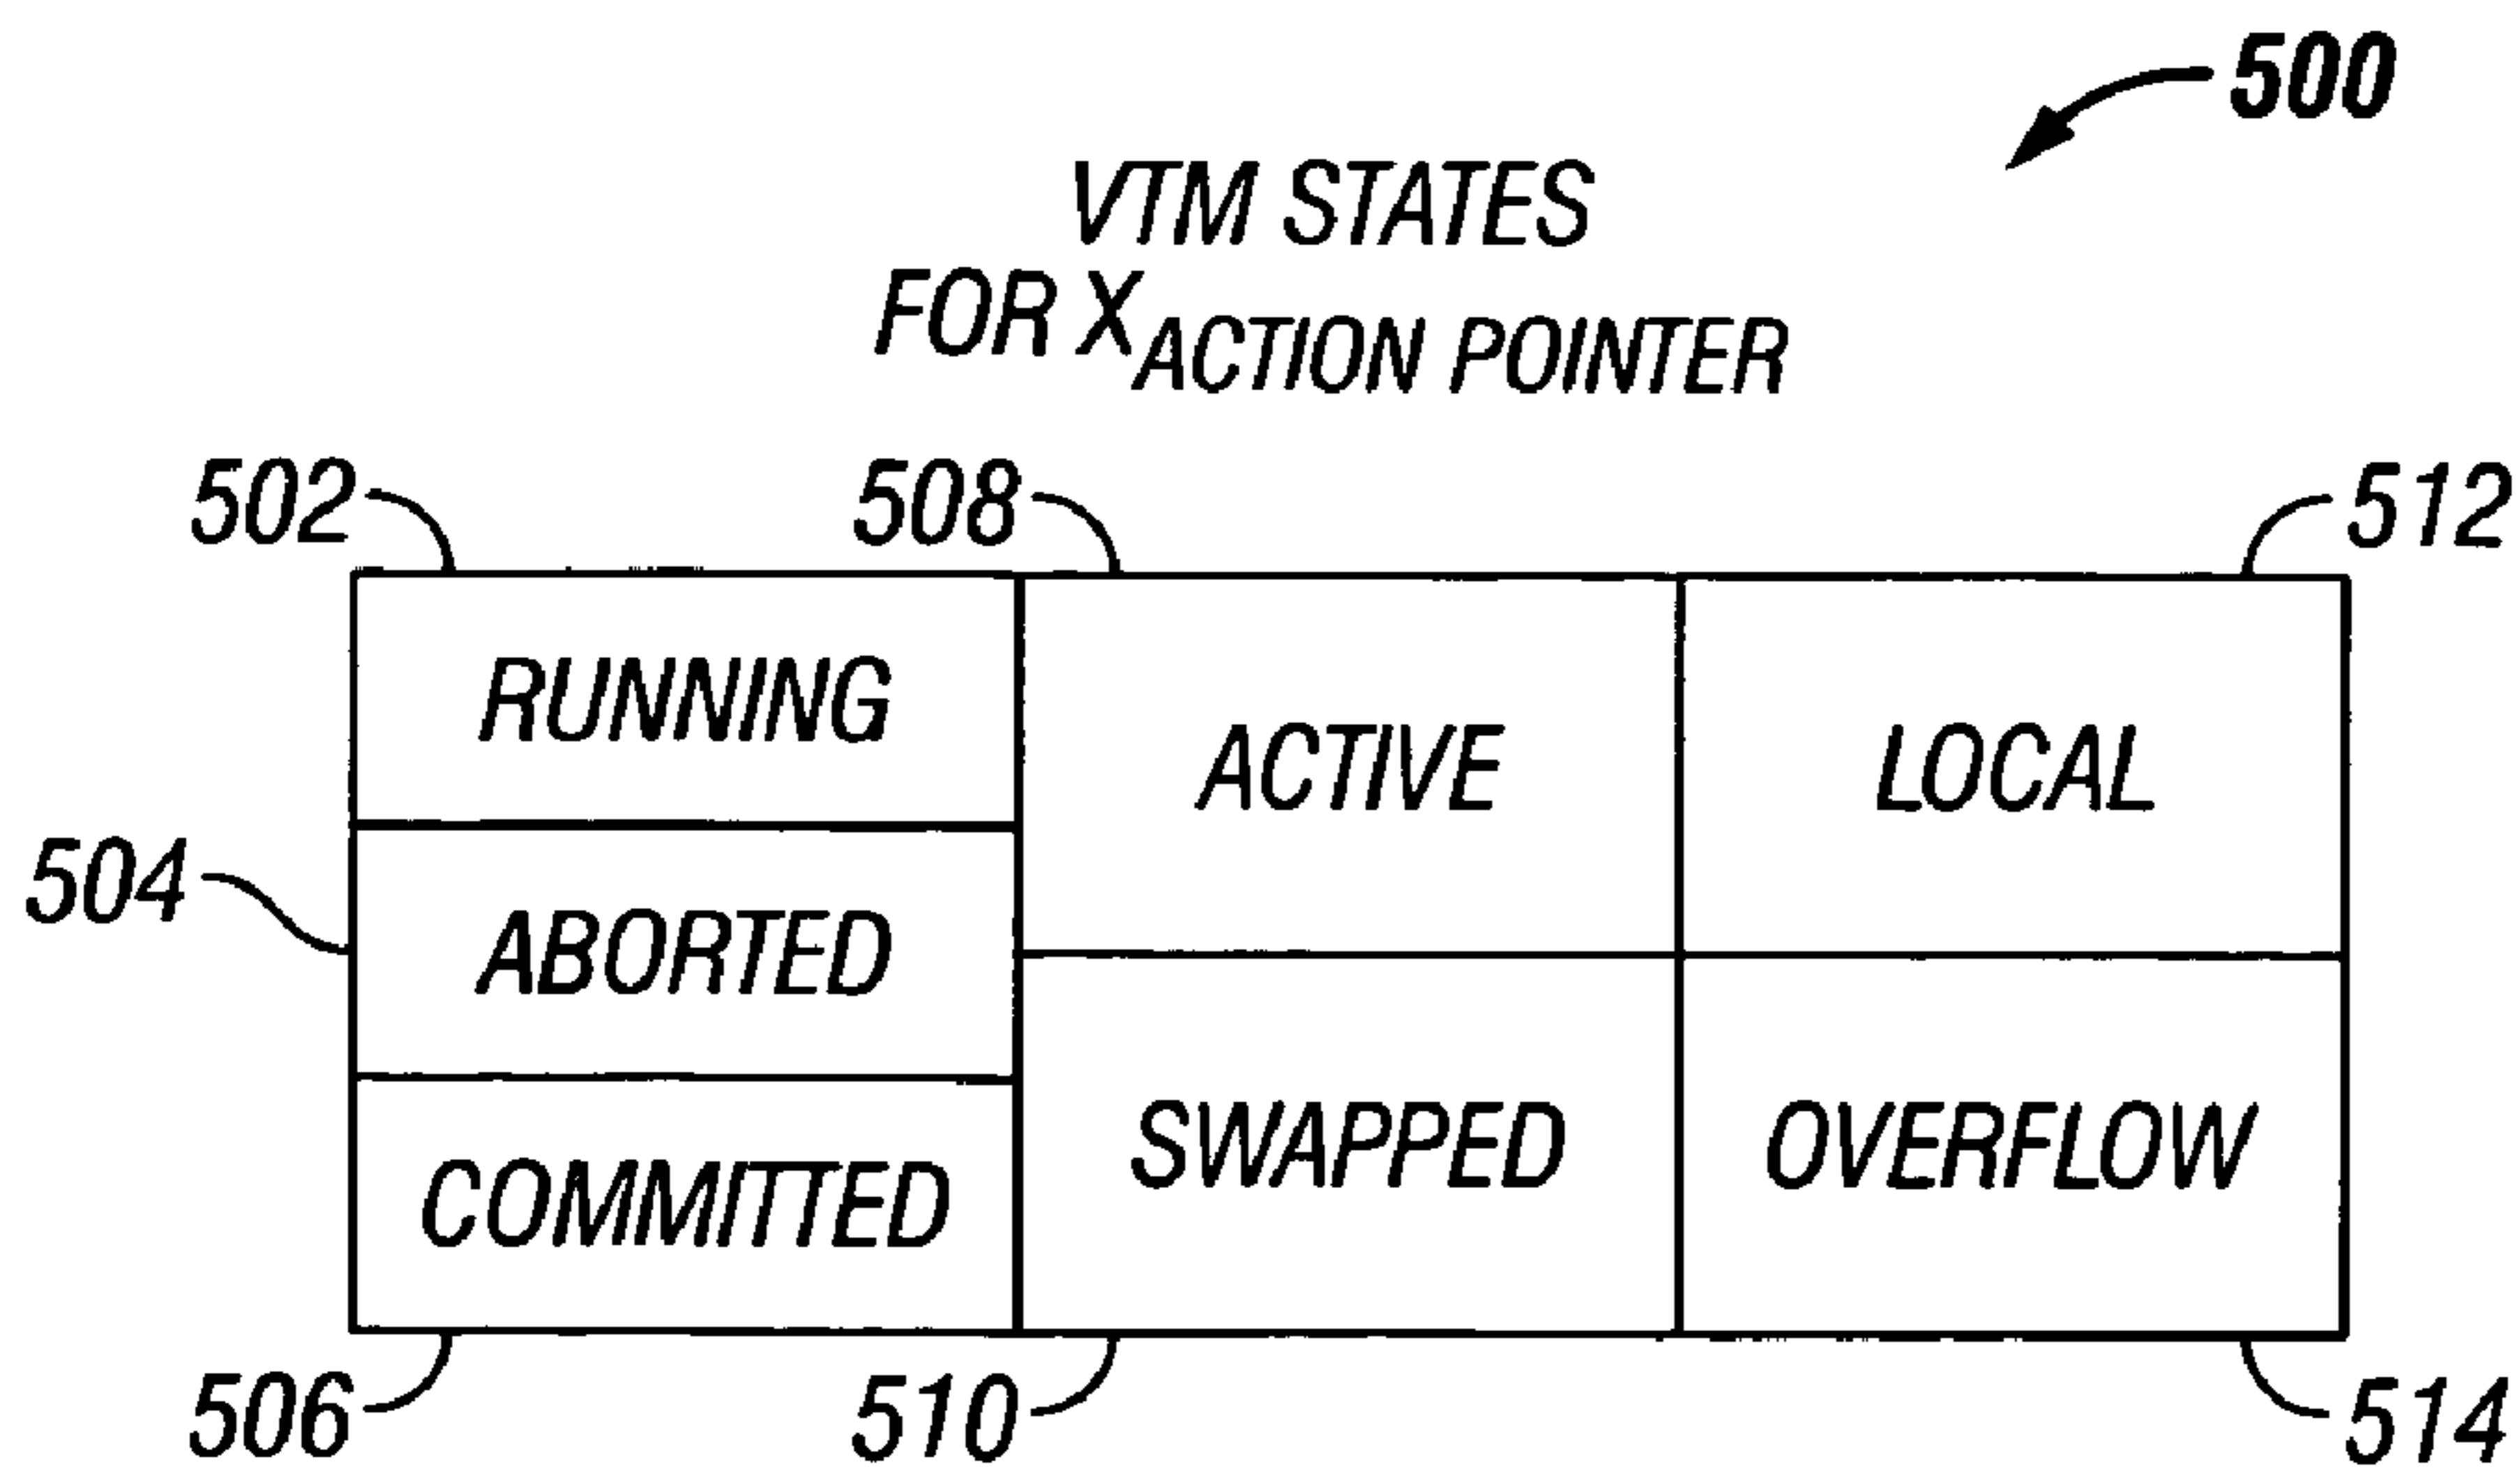 500
VTM STATES
FOR XACTION POINTER
502 508 512
RUNNING
ACTIVE LOCAL
504
ABORTED
SWAPPED OVERFLOW
COMMITTED
506 510 514